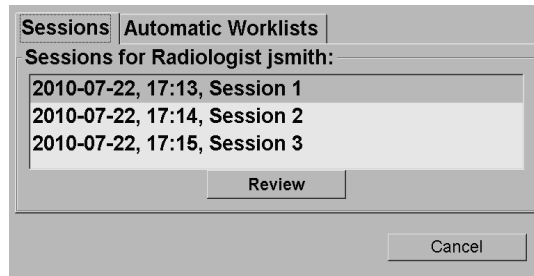 Sessions Automatic Worklists
Sessions for Radiologist jsmith:
2010-07-22, 17:13, Session 1
2010-07-22, 17:14, Session 2
2010-07-22, 17:15, Session 3
Review
Cancel